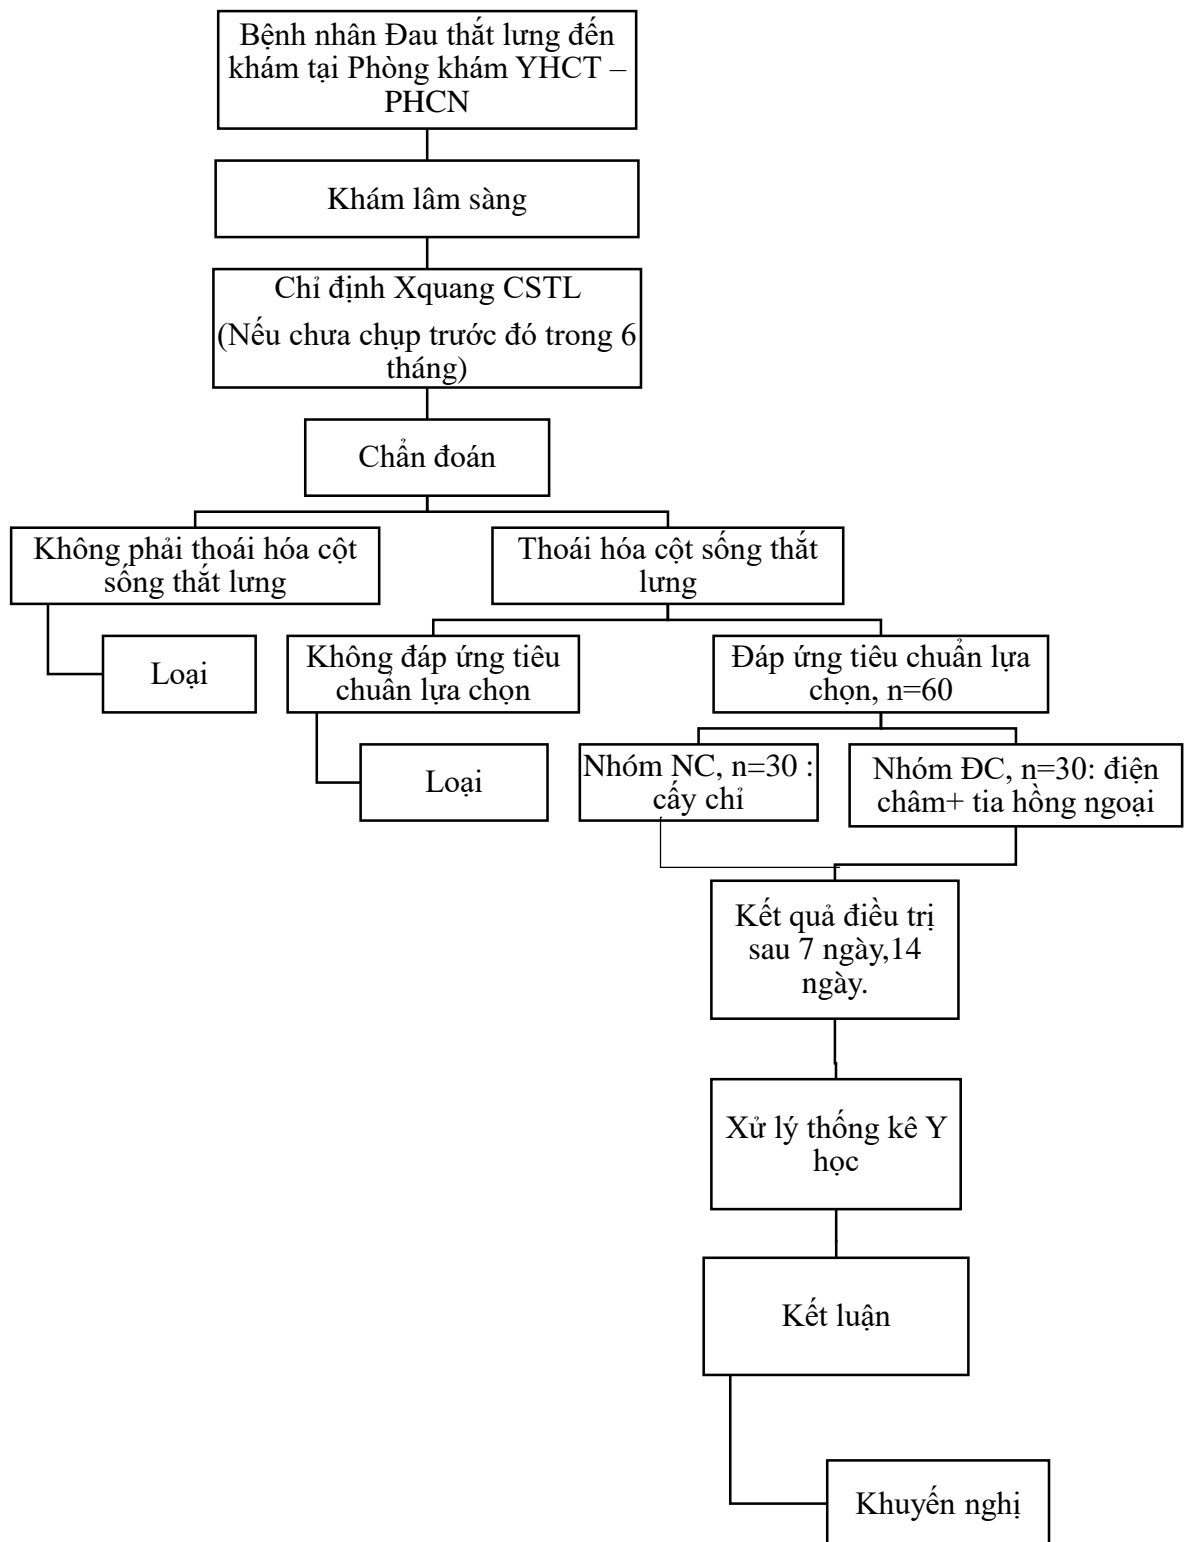 Bệnh nhân Đau thắt lưng đến
khám tại Phòng khám YHCT –
PHCN
Khám lâm sàng
Chỉ định Xquang CSTL
(Nếu chưa chụp trước đó trong 6
tháng)
Chẩn đoán
Không phải thoái hóa cột
sống thắt lưng
Thoái hóa cột sống thắt
lưng
Loại
Không đáp ứng tiêu
chuẩn lựa chọn
Đáp ứng tiêu chuẩn lựa
chọn, n=60
Loại
Nhóm NC, n=30 :
cấy chỉ
Nhóm ĐC, n=30: điện
châm+ tia hồng ngoại
Kết quả điều trị
sau 7 ngày,14
ngày.
Xử lý thống kê Y
học
Kết luận
Khuyến nghị